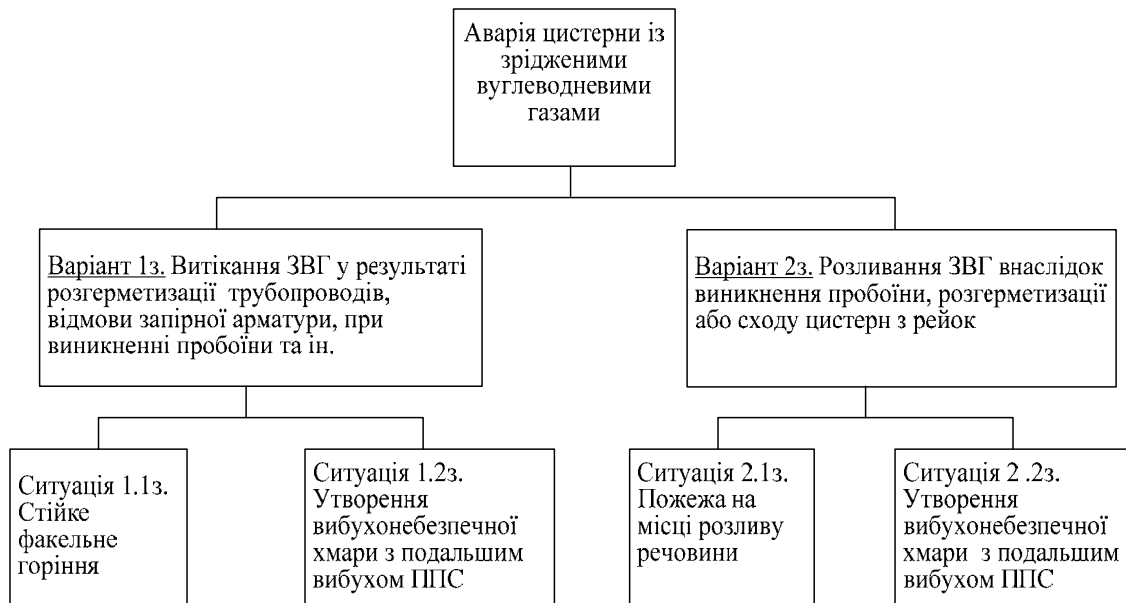 Аварія цистерни із
зрідженими
вуглеводневими
газами
Варіант 1з. Витікання ЗВГ у результаті
розгерметизації трубопроводів,
відмови запірної арматури, при
виникненні пробоїни та ін.
Варіант 2з. Розливання ЗВГ внаслідок
виникнення пробоїни, розгерметизації
або сходу цистерн з рейок
Ситуація 1.1з.
Стійке
факельне
горіння
Ситуація 1.2з.
Утворення
вибухонебезпечної
хмари з подальшим
вибухом ППС
Ситуація 2.1з.
Пожежа на
місці розливу
речовини
Ситуація 2 .2з.
Утворення
вибухонебезпечної
хмари з подальшим
вибухом ППС